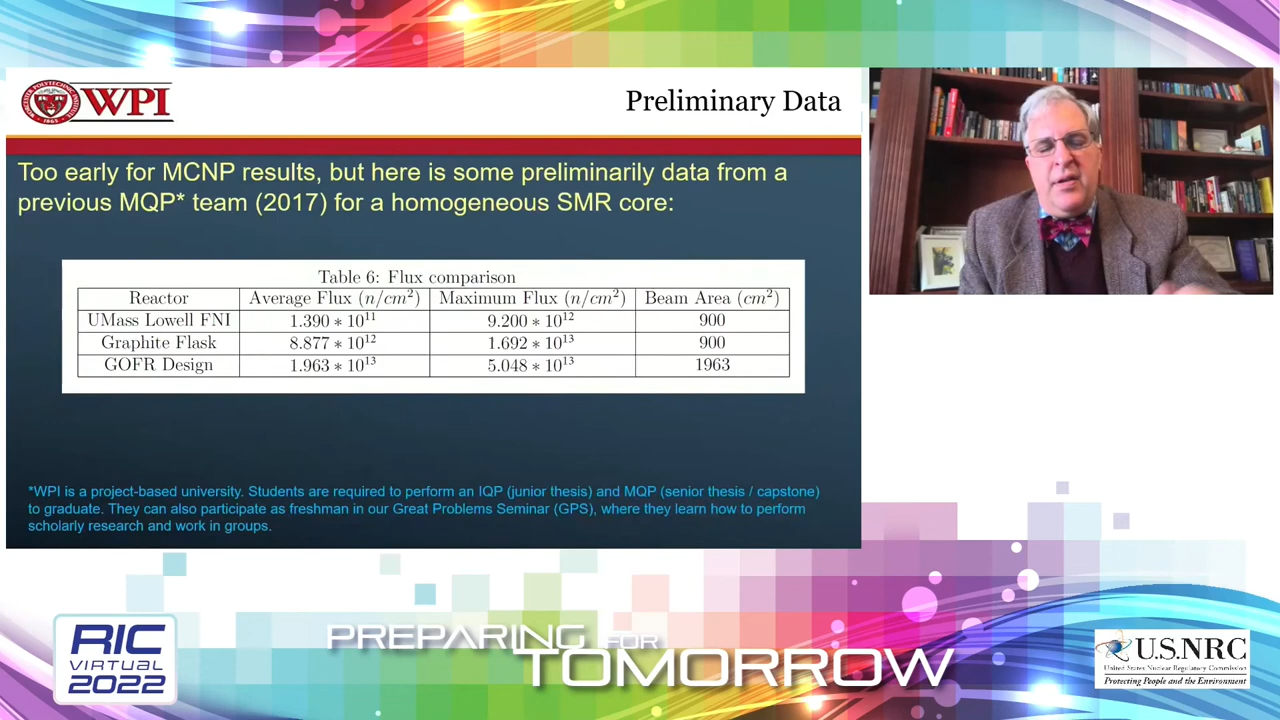 WPI
Preliminary Data
Too early for MCNP results, but here is some preliminarily data from a
previous MQP* team (2017) for a homogeneous SMR core:
Table 6: Flux comparison
Reactor Average Flux (n/cm²) Maximum Flux (n/cm²) Beam Area (cm²)
UMass Lowell FNI 1.390 * 10¹¹ 9.200 * 10¹² 900
Graphite Flask 8.877 * 10¹² 1.692 * 10¹³ 900
GOFR Design 1.963 * 10¹³ 5.048 * 10¹³ 1963
*WPI is a project-based university. Students are required to perform an IQP (junior thesis) and MQP (senior thesis / capstone)
to graduate. They can also participate as freshman in our Great Problems Seminar (GPS), where they learn how to perform
scholarly research and work in groups.
RIC
VIRTUAL
2022
PREPARING FOR
TOMORROW
U.S.NRC
United States Nuclear Regulatory Commission
Protecting People and the Environment